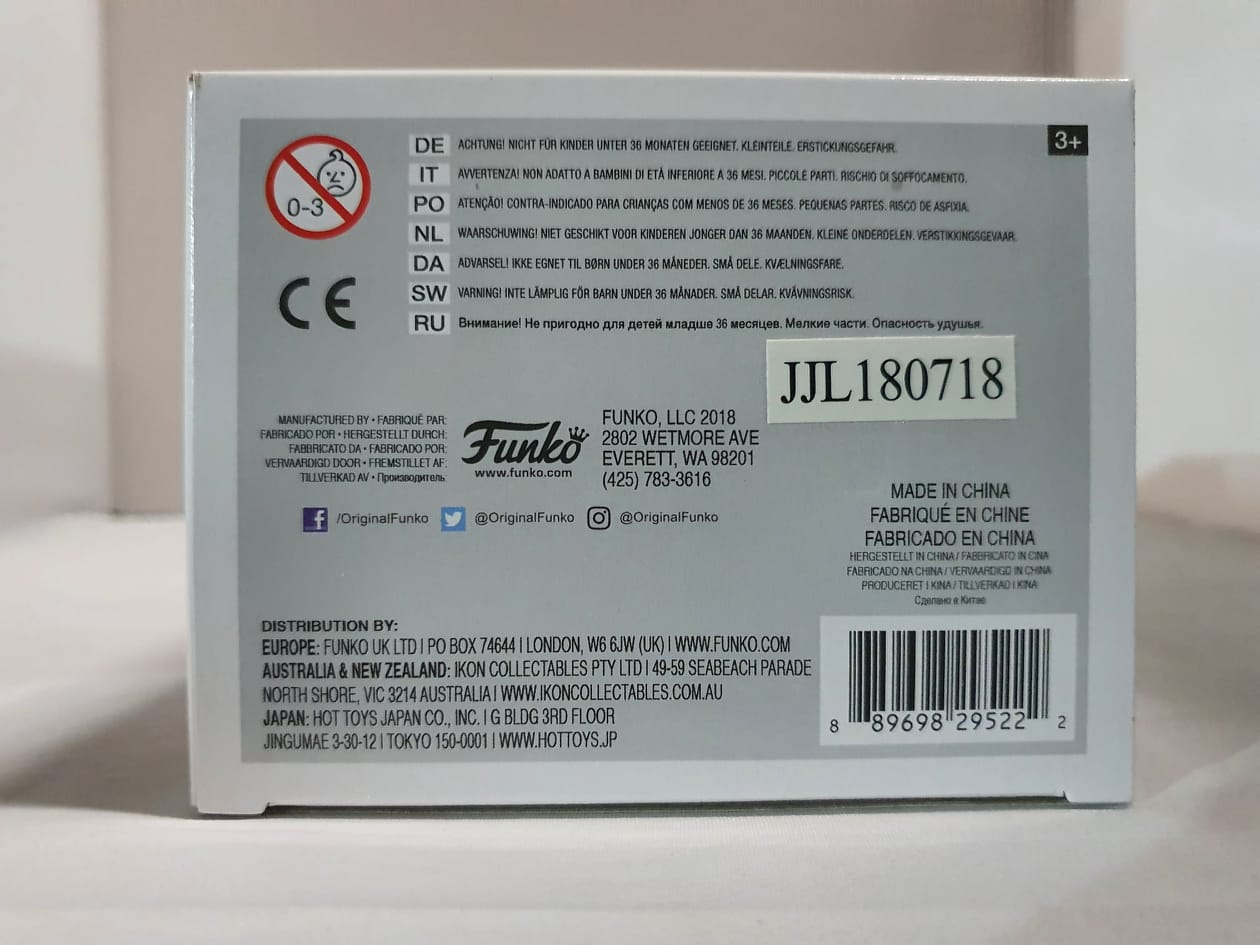 0-3
CE
3+
DE ACHTUNG! NICHT FÜR KINDER UNTER 36 MONATEN GEEIGNET. KLEINTEILE. ERSTICKUNGSGEFAHR.
IT AVVERTENZA! NON ADATTO A BAMBINI DI ETÀ INFERIORE A 36 MESI. PICCOLE PARTI. RISCHIO DI SOFFOCAMENTO.
PO ATENÇÃO! CONTRA-INDICADO PARA CRIANÇAS COM MENOS DE 36 MESES. PEQUENAS PARTES. RISCO DE ASFIXIA.
NL WAARSCHUWING! NIET GESCHIKT VOOR KINDEREN JONGER DAN 36 MAANDEN. KLEINE ONDERDELEN. VERSTIKKINGSGEVAAR.
DA ADVARSEL! IKKE EGNET TIL BØRN UNDER 36 MÅNEDER. SMÅ DELE. KVÆLNINGSFARE.
SW VARNING! INTE LÄMPLIG FÖR BARN UNDER 36 MÅNADER. SMÅ DELAR. KVÄVNINGSRISK.
RU Внимание! Не пригодно для детей младше 36 месяцев. Мелкие части. Опасность удушья.
JJL180718
MANUFACTURED BY • FABRIQUÉ PAR:
FABRICADO POR • HERGESTELLT DURCH:
FABBRICATO DA • FABRICADO POR:
VERVAARDIGD DOOR • FREMSTILLET AF:
TILLVERKAD AV • Производитель:
Funko
www.funko.com
FUNKO, LLC 2018
2802 WETMORE AVE
EVERETT, WA 98201
(425) 783-3616
/OriginalFunko @OriginalFunko @OriginalFunko
MADE IN CHINA
FABRIQUÉ EN CHINE
FABRICADO EN CHINA
HERGESTELLT IN CHINA / FABBRICATO IN CINA
FABRICADO NA CHINA / VERVAARDIGD IN CHINA
PRODUCERET I KINA / TILLVERKAD I KINA
Сделано в Китае
DISTRIBUTION BY:
EUROPE: FUNKO UK LTD | PO BOX 74644 | LONDON, W6 6JW (UK) | WWW.FUNKO.COM
AUSTRALIA & NEW ZEALAND: IKON COLLECTABLES PTY LTD | 49-59 SEABEACH PARADE
NORTH SHORE, VIC 3214 AUSTRALIA | WWW.IKONCOLLECTABLES.COM.AU
JAPAN: HOT TOYS JAPAN CO., INC. | G BLDG 3RD FLOOR
JINGUMAE 3-30-12 | TOKYO 150-0001 | WWW.HOTTOYS.JP
8 89698 29522 2